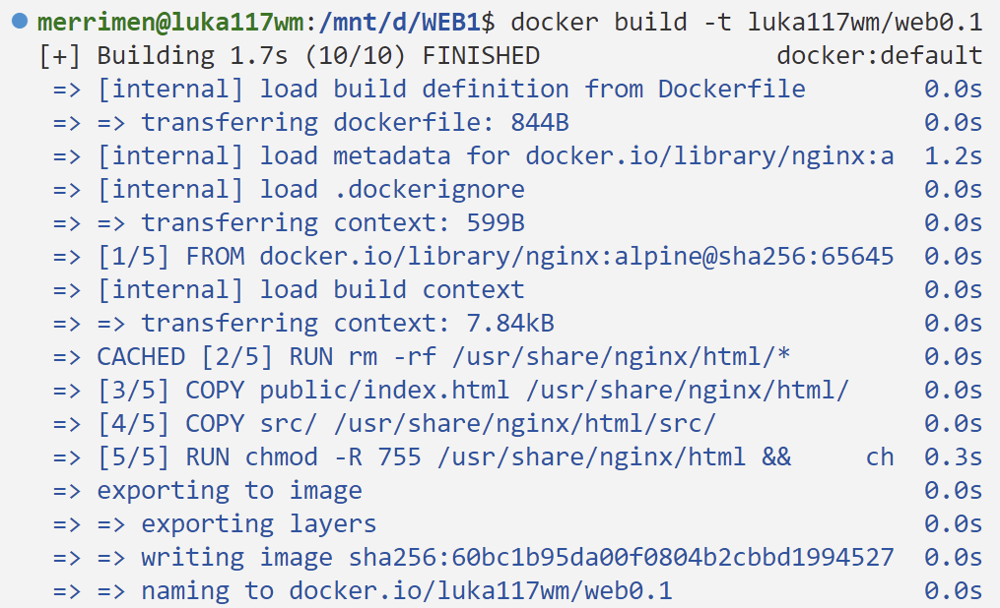 merrimen@luka117wm:/mnt/d/WEB1$ docker build -t luka117wm/web0.1
[+] Building 1.7s (10/10) FINISHED docker:default
=> [internal] load build definition from Dockerfile 0.0s
=> => transferring dockerfile: 844B 0.0s
=> [internal] load metadata for docker.io/library/nginx:a 1.2s
=> [internal] load .dockerignore 0.0s
=> => transferring context: 599B 0.0s
=> [1/5] FROM docker.io/library/nginx:alpine@sha256:65645 0.0s
=> [internal] load build context 0.0s
=> => transferring context: 7.84kB 0.0s
=> CACHED [2/5] RUN rm -rf /usr/share/nginx/html/* 0.0s
=> [3/5] COPY public/index.html /usr/share/nginx/html/ 0.0s
=> [4/5] COPY src/ /usr/share/nginx/html/src/ 0.0s
=> [5/5] RUN chmod -R 755 /usr/share/nginx/html && ch 0.3s
=> exporting to image 0.0s
=> => exporting layers 0.0s
=> => writing image sha256:60bc1b95da00f0804b2cbbd1994527 0.0s
=> => naming to docker.io/luka117wm/web0.1 0.0s